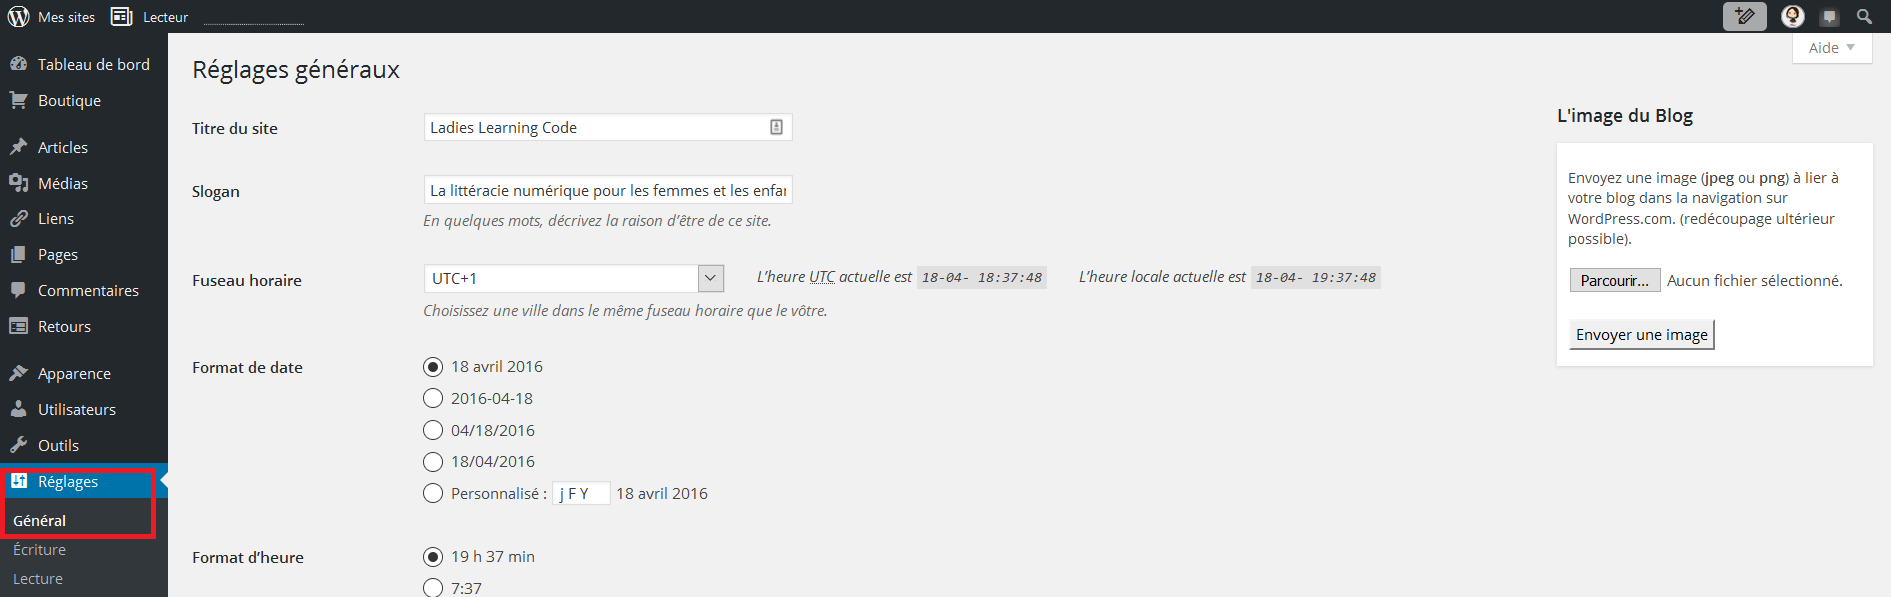 Mes sites Lecteur
Aide
Tableau de bord
Boutique
Articles
Médias
Liens
Pages
Commentaires
Retours
Apparence
Utilisateurs
Outils
Réglages
Général
Écriture
Lecture
Réglages généraux
Titre du site Ladies Learning Code
Slogan La littéracie numérique pour les femmes et les enfan
En quelques mots, décrivez la raison d’être de ce site.
Fuseau horaire UTC+1 L’heure UTC actuelle est 18-04- 18:37:48 L’heure locale actuelle est 18-04- 19:37:48
Choisissez une ville dans le même fuseau horaire que le vôtre.
Format de date 18 avril 2016
2016-04-18
04/18/2016
18/04/2016
Personnalisé : j F Y 18 avril 2016
Format d’heure 19 h 37 min
7:37
L'image du Blog
Envoyez une image (jpeg ou png) à lier à
votre blog dans la navigation sur
WordPress.com. (redécoupage ultérieur
possible).
Parcourir... Aucun fichier sélectionné.
Envoyer une image